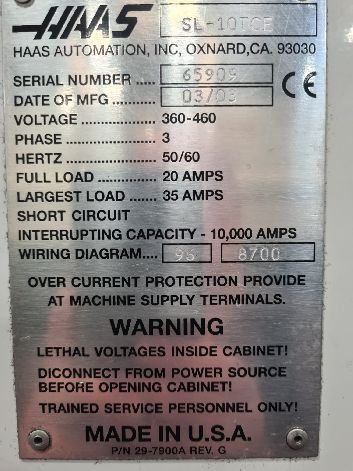 HAAS SL-10TCE
HAAS AUTOMATION, INC, OXNARD, CA. 93030
SERIAL NUMBER ........ 65909
DATE OF MFG ........... 03/03 CE
VOLTAGE ................ 360-460
PHASE .................... 3
HERTZ .................... 50/60
FULL LOAD ............ 20 AMPS
LARGEST LOAD ....... 35 AMPS
SHORT CIRCUIT
INTERRUPTING CAPACITY - 10,000 AMPS
WIRING DIAGRAM .... 96 8700
OVER CURRENT PROTECTION PROVIDE
AT MACHINE SUPPLY TERMINALS.
WARNING
LETHAL VOLTAGES INSIDE CABINET!
DICONNECT FROM POWER SOURCE
BEFORE OPENING CABINET!
TRAINED SERVICE PERSONNEL ONLY!
MADE IN U.S.A.
P/N 29-7900A REV. G